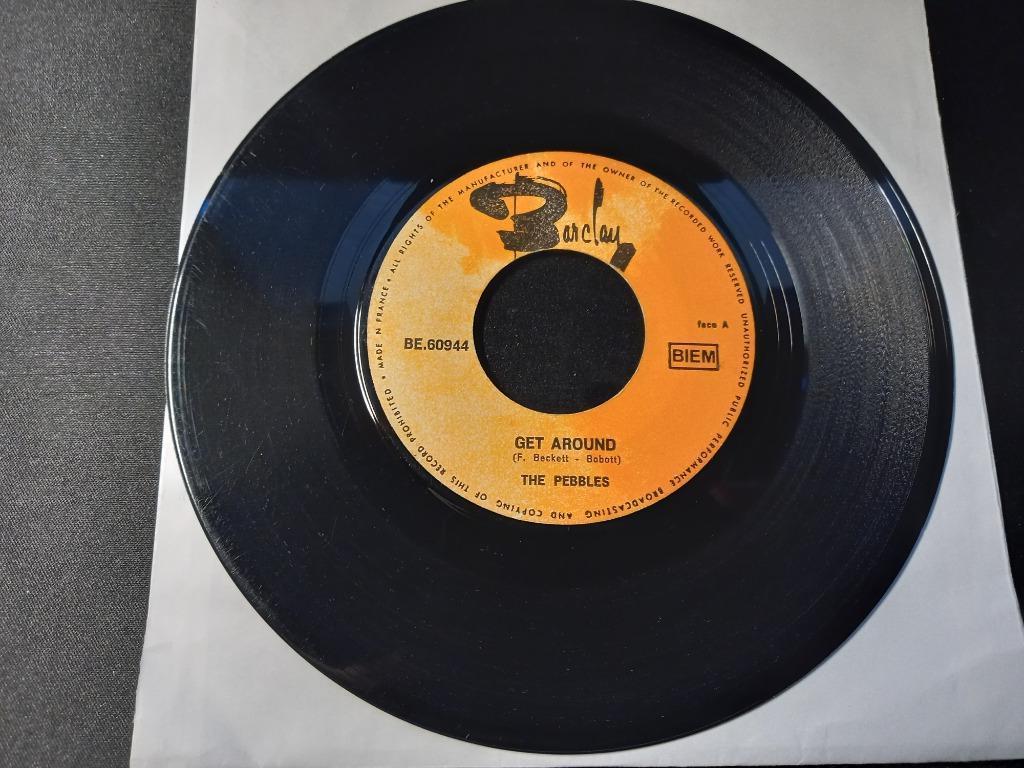 Barclay
BE.60944
face A
BIEM
GET AROUND
(F. Beckett - Bobott)
THE PEBBLES
• MADE IN FRANCE • ALL RIGHTS OF THE MANUFACTURER AND OF THE OWNER OF THE RECORDED WORK RESERVED UNAUTHORIZED PUBLIC PERFORMANCE BROADCASTING AND COPYING OF THIS RECORD PROHIBITED